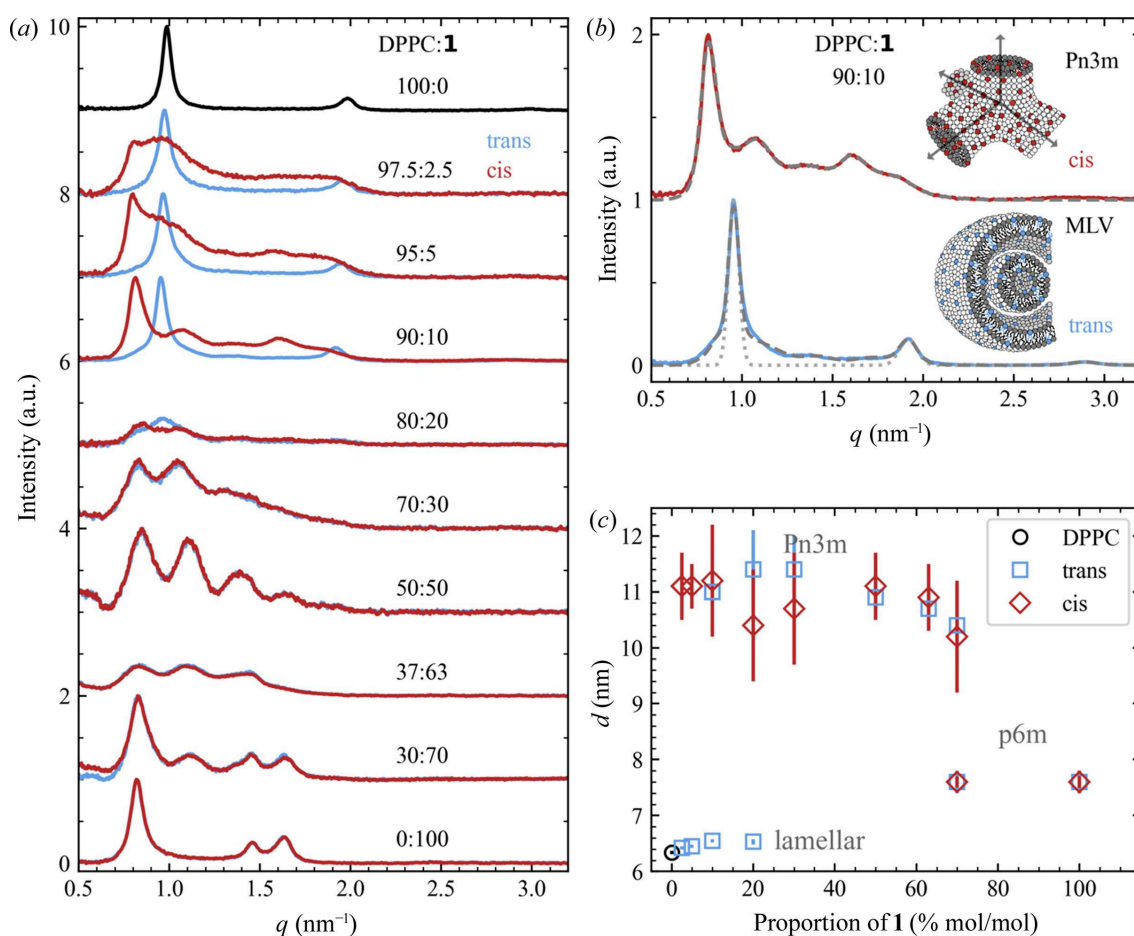 (a)
10
8
6
4
2
0
Intensity (a.u.)
DPPC:1
100:0
trans
cis
97.5:2.5
95:5
90:10
80:20
70:30
50:50
37:63
30:70
0:100
0.5 1.0 1.5 2.0 2.5 3.0
q (nm⁻¹)
(b)
2
1
0
Intensity (a.u.)
DPPC:1
90:10
Pn3m
cis
MLV
trans
0.5 1.0 1.5 2.0 2.5 3.0
q (nm⁻¹)
(c)
12
11
10
9
8
7
6
d (nm)
Pn3m
DPPC
trans
cis
p6m
lamellar
0 20 40 60 80 100
Proportion of 1 (% mol/mol)